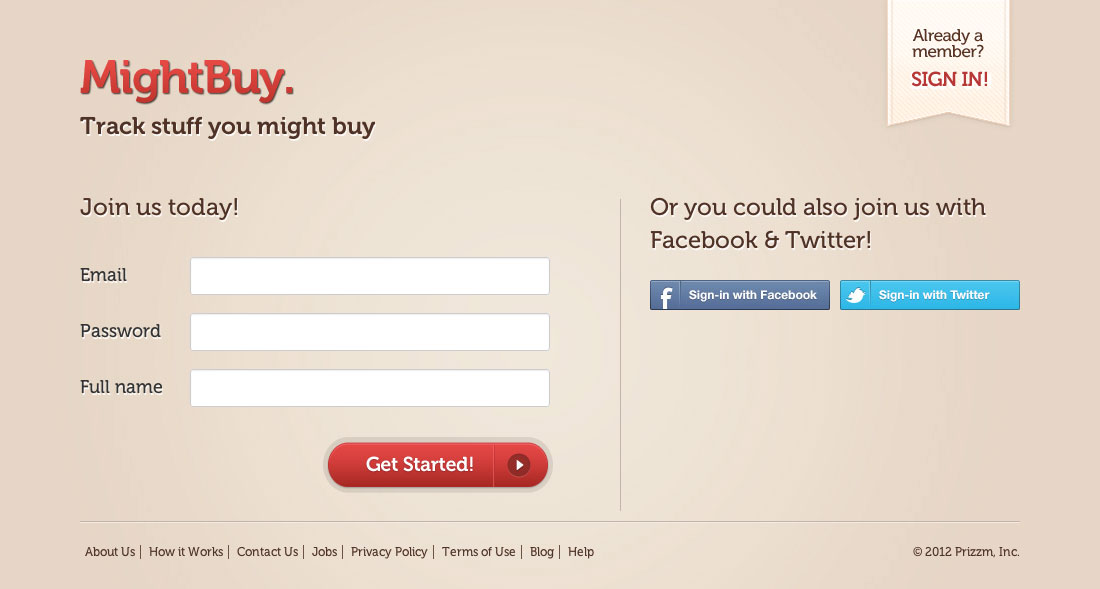 Already a
member?
SIGN IN!
MightBuy.
Track stuff you might buy
Join us today!
Email
Password
Full name
Get Started!
Or you could also join us with
Facebook & Twitter!
f Sign-in with Facebook
Sign-in with Twitter
About Us | How it Works | Contact Us | Jobs | Privacy Policy | Terms of Use | Blog | Help
© 2012 Prizzm, Inc.